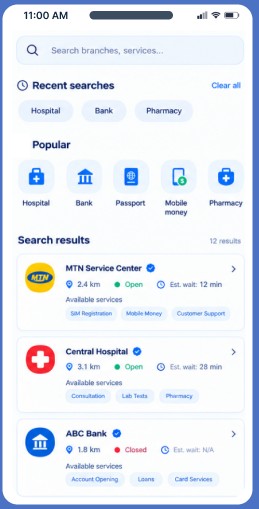 11:00 AM
Search branches, services...
Recent searches
Clear all
Hospital Bank Pharmacy
Popular
Hospital Bank Passport Mobile money Pharmacy
Search results
12 results
MTN
MTN Service Center
2.4 km Open Est. wait: 12 min
Available services
SIM Registration Mobile Money Customer Support
Central Hospital
3.1 km Open Est. wait: 28 min
Available services
Consultation Lab Tests Pharmacy
ABC Bank
1.8 km Closed Est. wait: N/A
Available services
Account Opening Loans Card Services